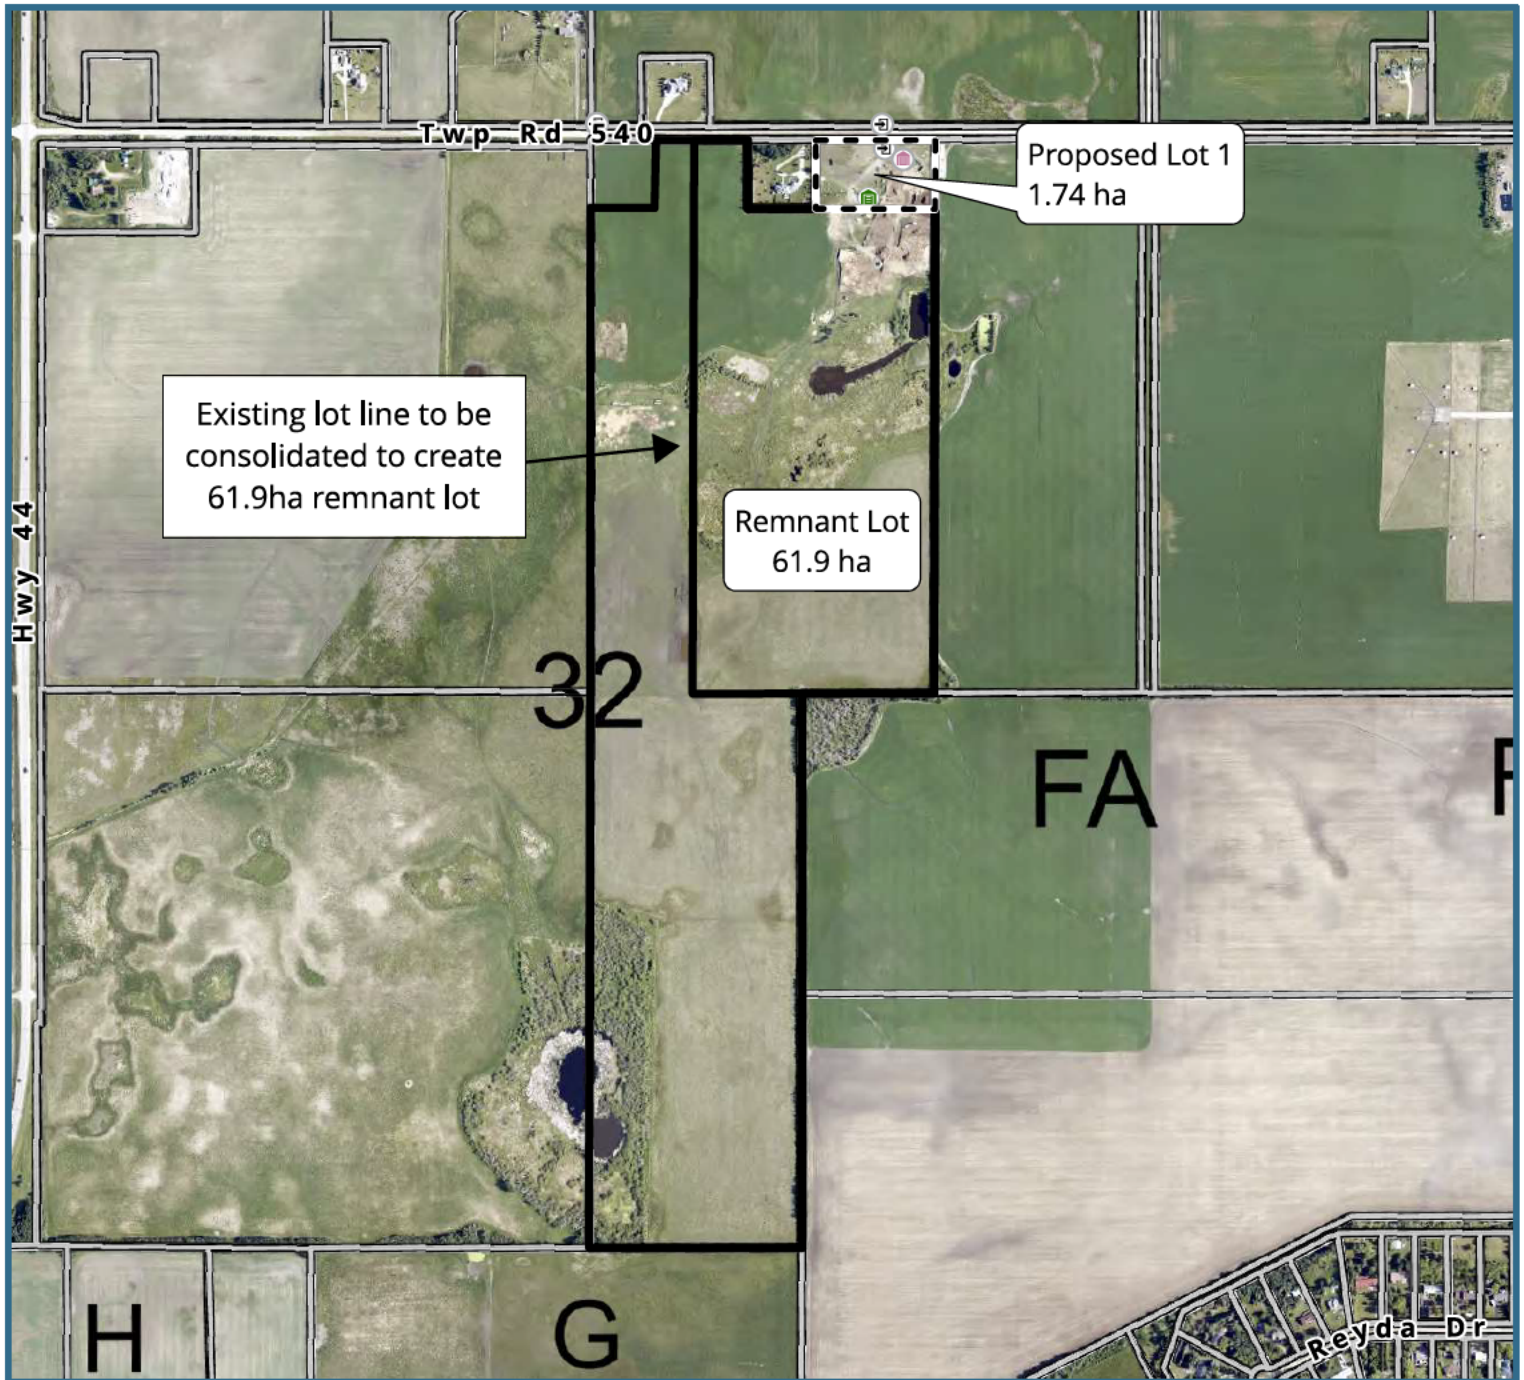 Twp Rd 540
Proposed Lot 1
1.74 ha
Existing lot line to be
consolidated to create
61.9ha remnant lot
Hwy 44
Remnant Lot
61.9 ha
32
FA
H
G
Reyda Dr